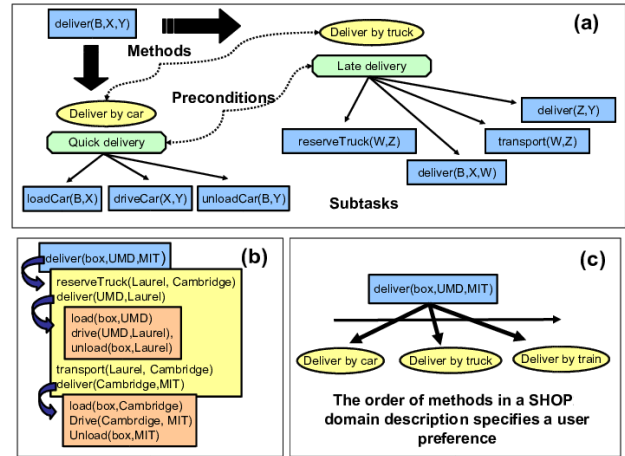 deliver(B,X,Y)
(a)
Deliver by truck
Methods
Late delivery
Preconditions
Deliver by car
deliver(Z,Y)
Quick delivery
reserveTruck(W,Z)
transport(W,Z)
deliver(B,X,W)
loadCar(B,X)
driveCar(X,Y)
unloadCar(B,Y)
Subtasks
(b)
deliver(box,UMD,MIT)
reserveTruck(Laurel, Cambridge)
deliver(UMD,Laurel)
load(box,UMD)
drive(UMD,Laurel),
unload(box,Laurel)
transport(Laurel, Cambridge)
deliver(Cambridge,MIT)
load(box,Cambridge)
Drive(Cambridge, MIT)
Unload(box,MIT)
(c)
deliver(box,UMD,MIT)
Deliver by car
Deliver by truck
Deliver by train
The order of methods in a SHOP
domain description specifies a user
preference